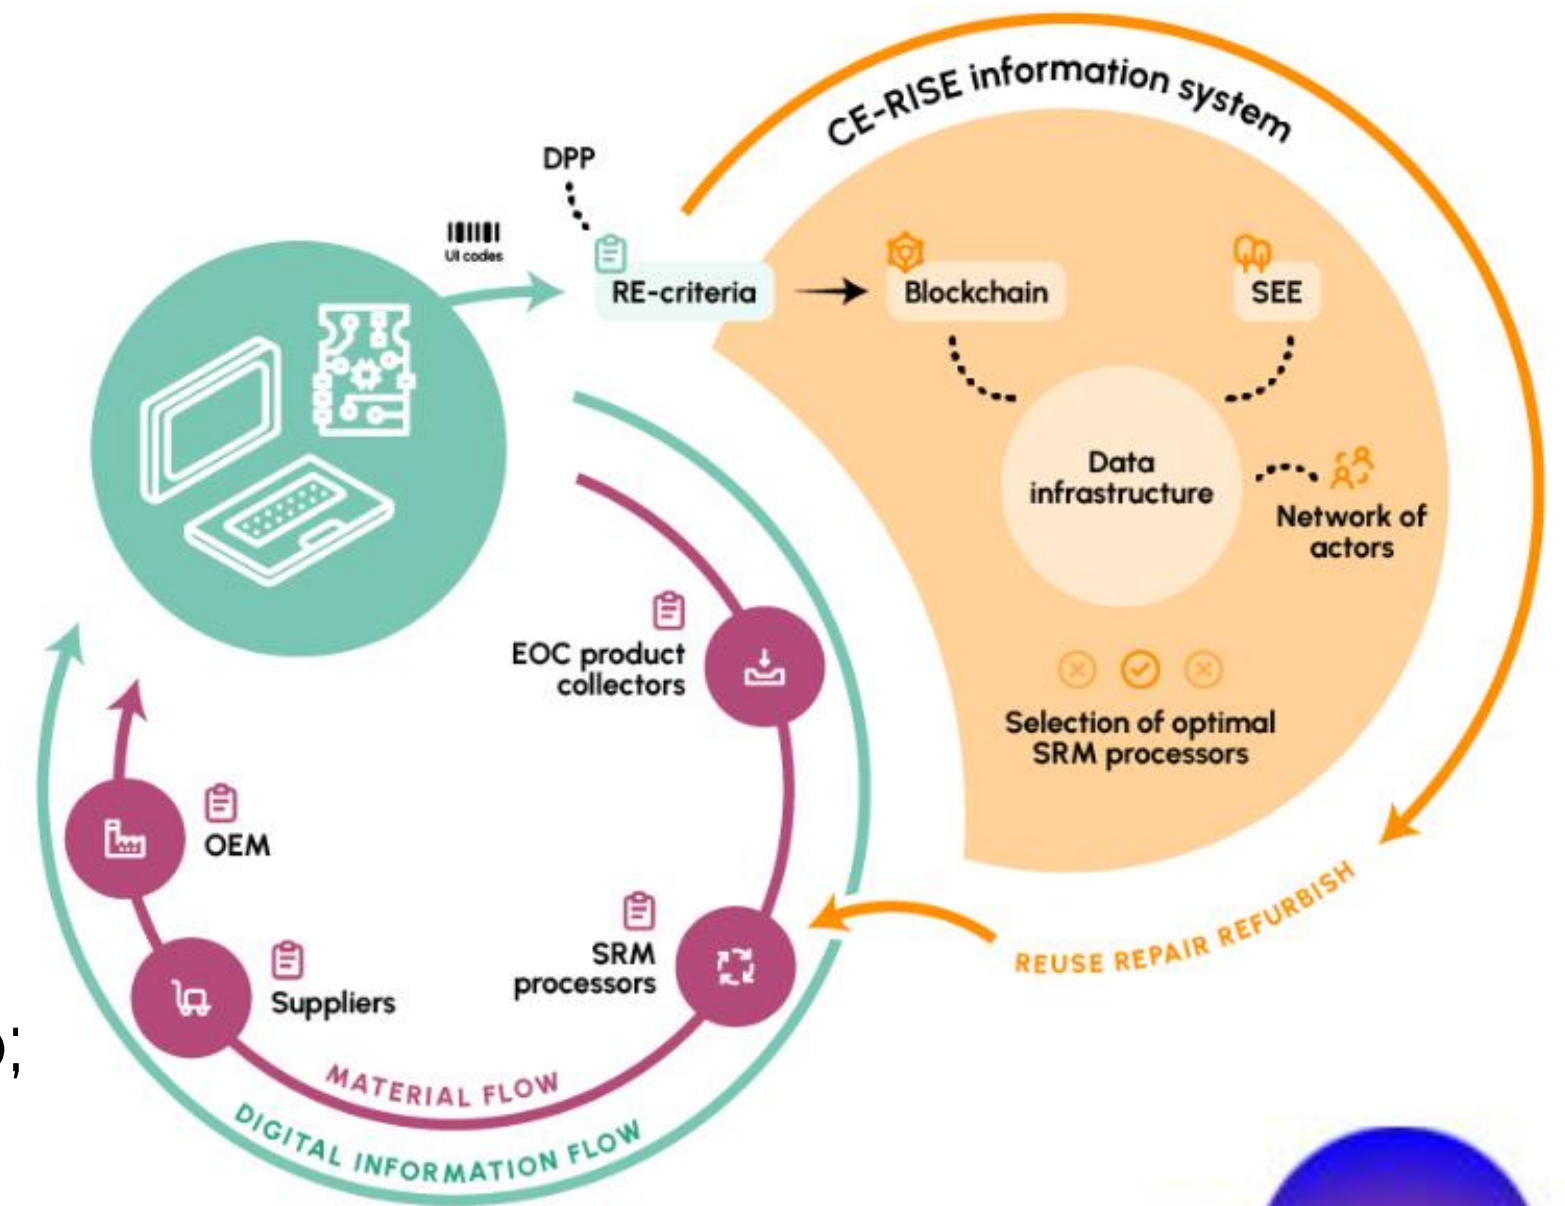 CE-RISE information system
DPP
UI codes
RE-criteria
Blockchain
SEE
Data
infrastructure
Network of
actors
EOC product
collectors
Selection of optimal
SRM processors
OEM
SRM
processors
Suppliers
REUSE REPAIR REFURBISH
MATERIAL FLOW
DIGITAL INFORMATION FLOW